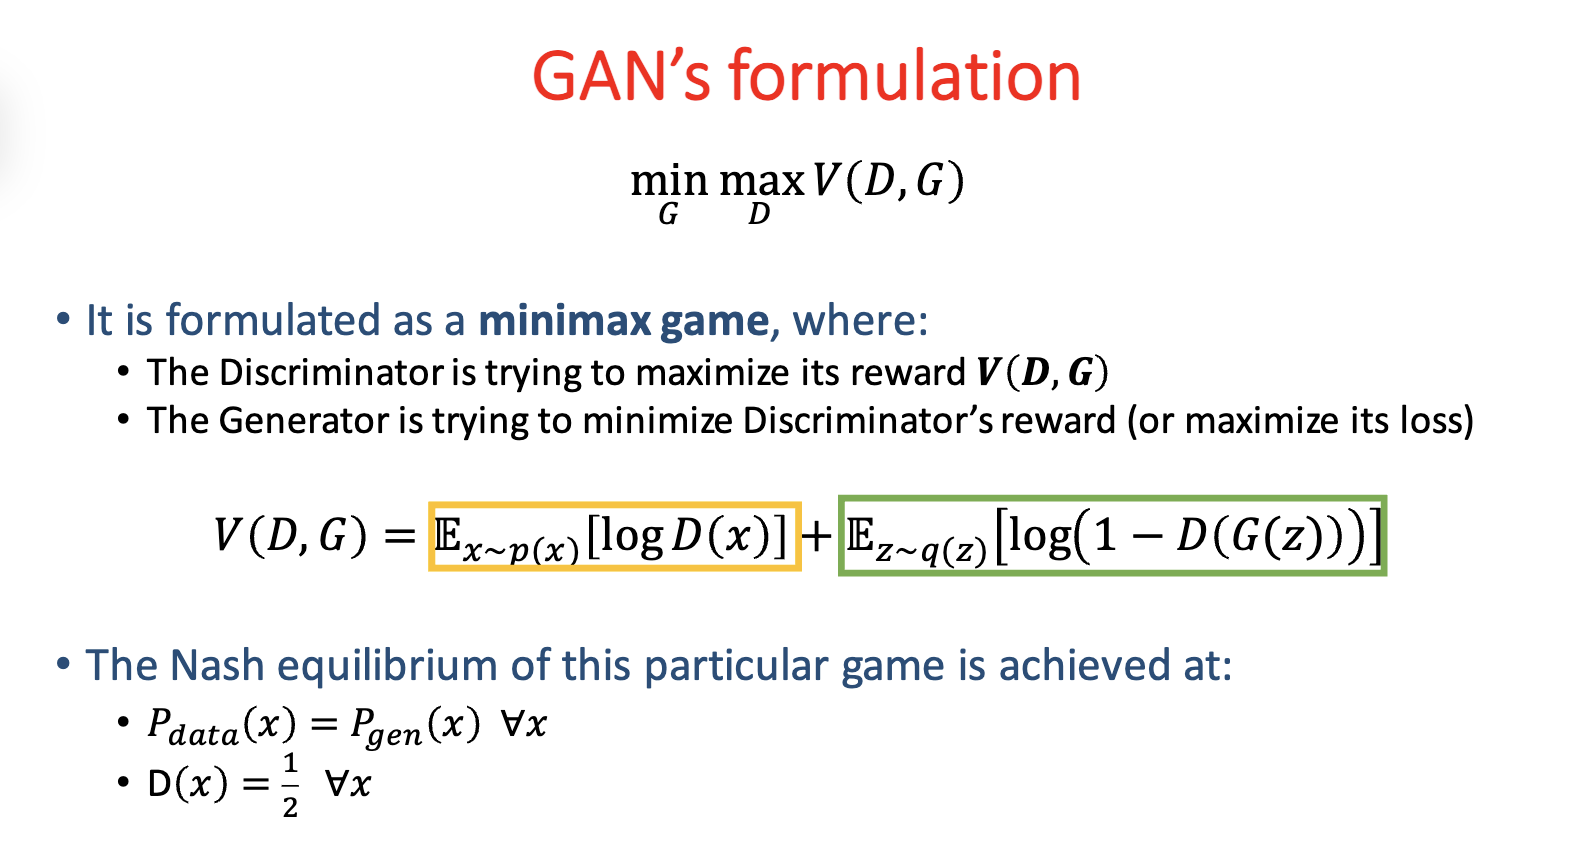 GAN’s formulation
min max V(D, G)
G D
• It is formulated as a minimax game, where:
• The Discriminator is trying to maximize its reward V(D, G)
• The Generator is trying to minimize Discriminator’s reward (or maximize its loss)
V(D, G) = 𝔼x~p(x)[log D(x)] + 𝔼z~q(z)[log(1 − D(G(z)))]
• The Nash equilibrium of this particular game is achieved at:
• Pdata(x) = Pgen(x) ∀x
• D(x) = 1/2 ∀x